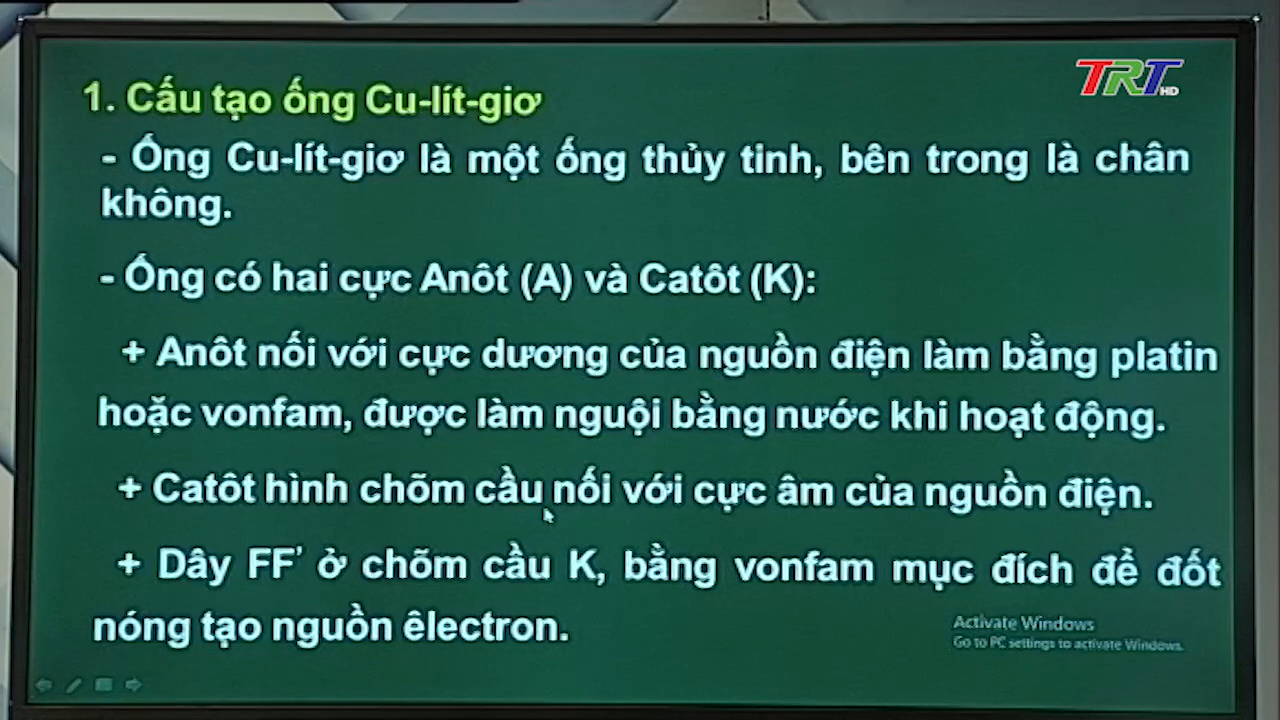 TRT HD
1. Cấu tạo ống Cu-lít-giơ
- Ống Cu-lít-giơ là một ống thủy tinh, bên trong là chân
không.
- Ống có hai cực Anôt (A) và Catôt (K):
+ Anôt nối với cực dương của nguồn điện làm bằng platin
hoặc vonfam, được làm nguội bằng nước khi hoạt động.
+ Catôt hình chõm cầu nối với cực âm của nguồn điện.
+ Dây FF' ở chõm cầu K, bằng vonfam mục đích để đốt
nóng tạo nguồn êlectron.
Activate Windows
Go to PC settings to activate Windows.